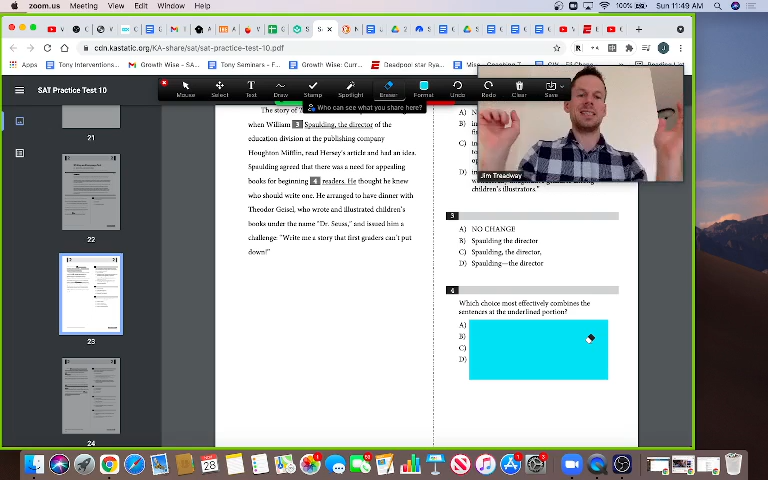 zoom.us Meeting View Edit Window Help
100% Sun 11:49 AM
cdn.kastatic.org/KA-share/sat/sat-practice-test-10.pdf
Apps Tony Interventions... Growth Wise - SA... Tony Seminars - F... Growth Wise: Curr... Deadpool: star Rya...
SAT Practice Test 10
Mouse Select Text Draw Stamp Spotlight Eraser Format Undo Redo Clear Save
Who can see what you share here?
21
22
23
24
The story of
when William 3 Spaulding, the director of the
education division at the publishing company
Houghton Mifflin, read Hersey's article and had an idea.
Spaulding agreed that there was a need for appealing
books for beginning 4 readers. He thought he knew
who should write one. He arranged to have dinner with
Theodor Geisel, who wrote and illustrated children's
books under the name "Dr. Seuss," and issued him a
challenge: "Write me a story that first graders can't put
down!"
A)
B)
C)
D)
children's illustrators."
Jim Treadway
3
A) NO CHANGE
B) Spaulding the director
C) Spaulding, the director,
D) Spaulding—the director
4
Which choice most effectively combines the
sentences at the underlined portion?
A)
B)
C)
D)